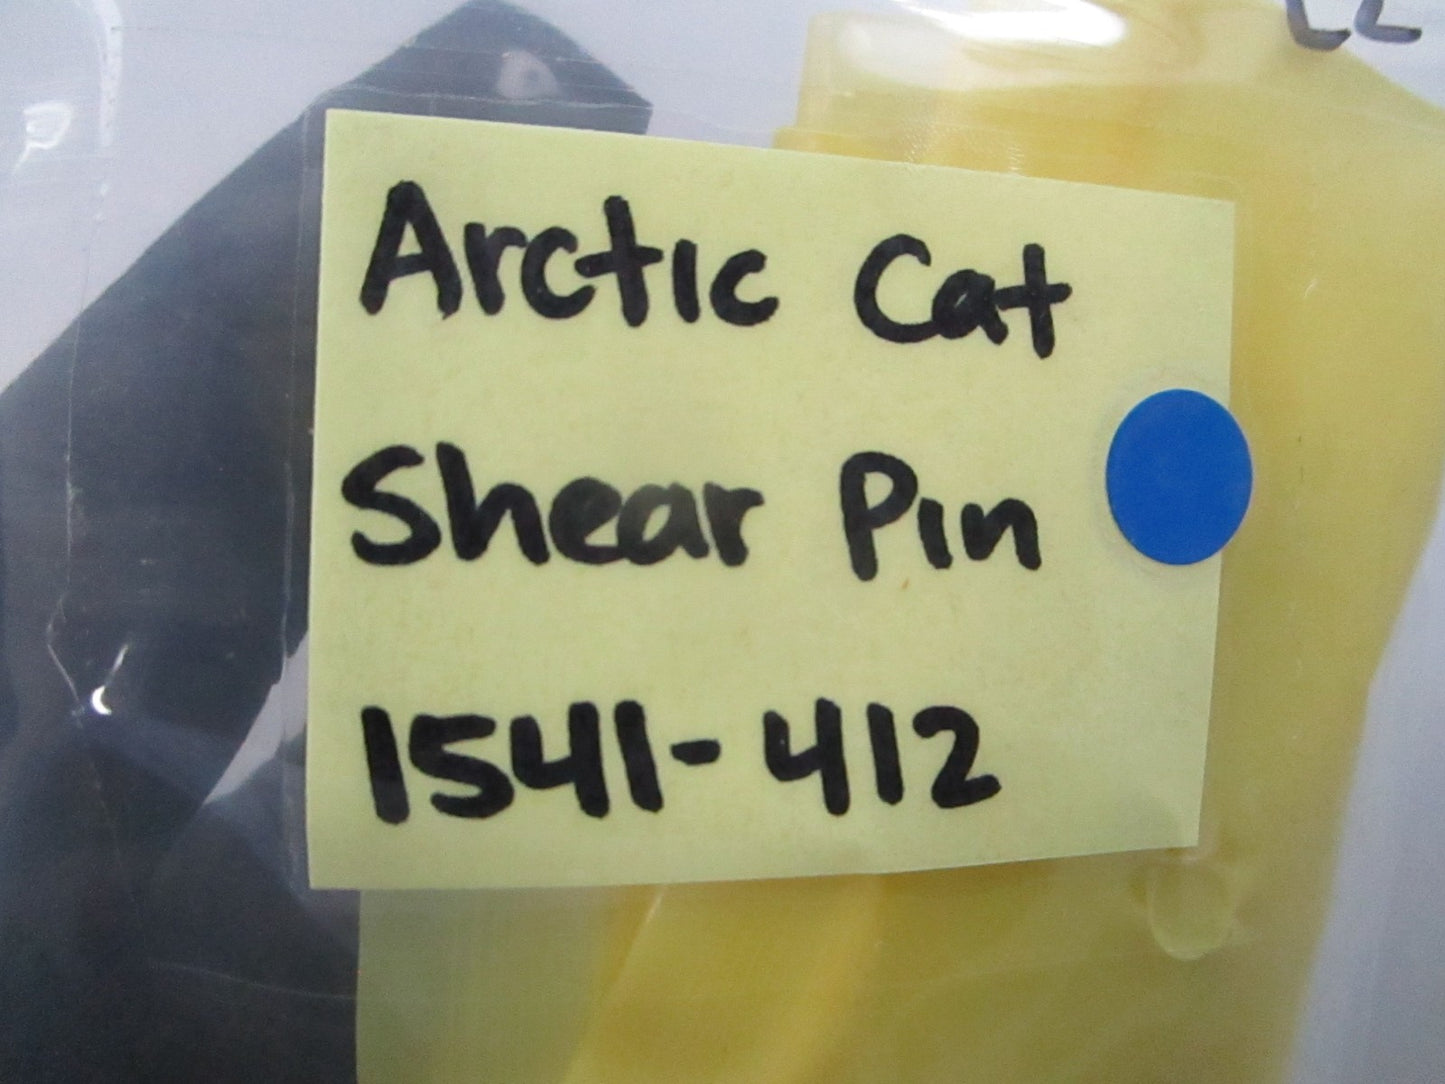 Arctic Cat
Shear Pin
1541-412